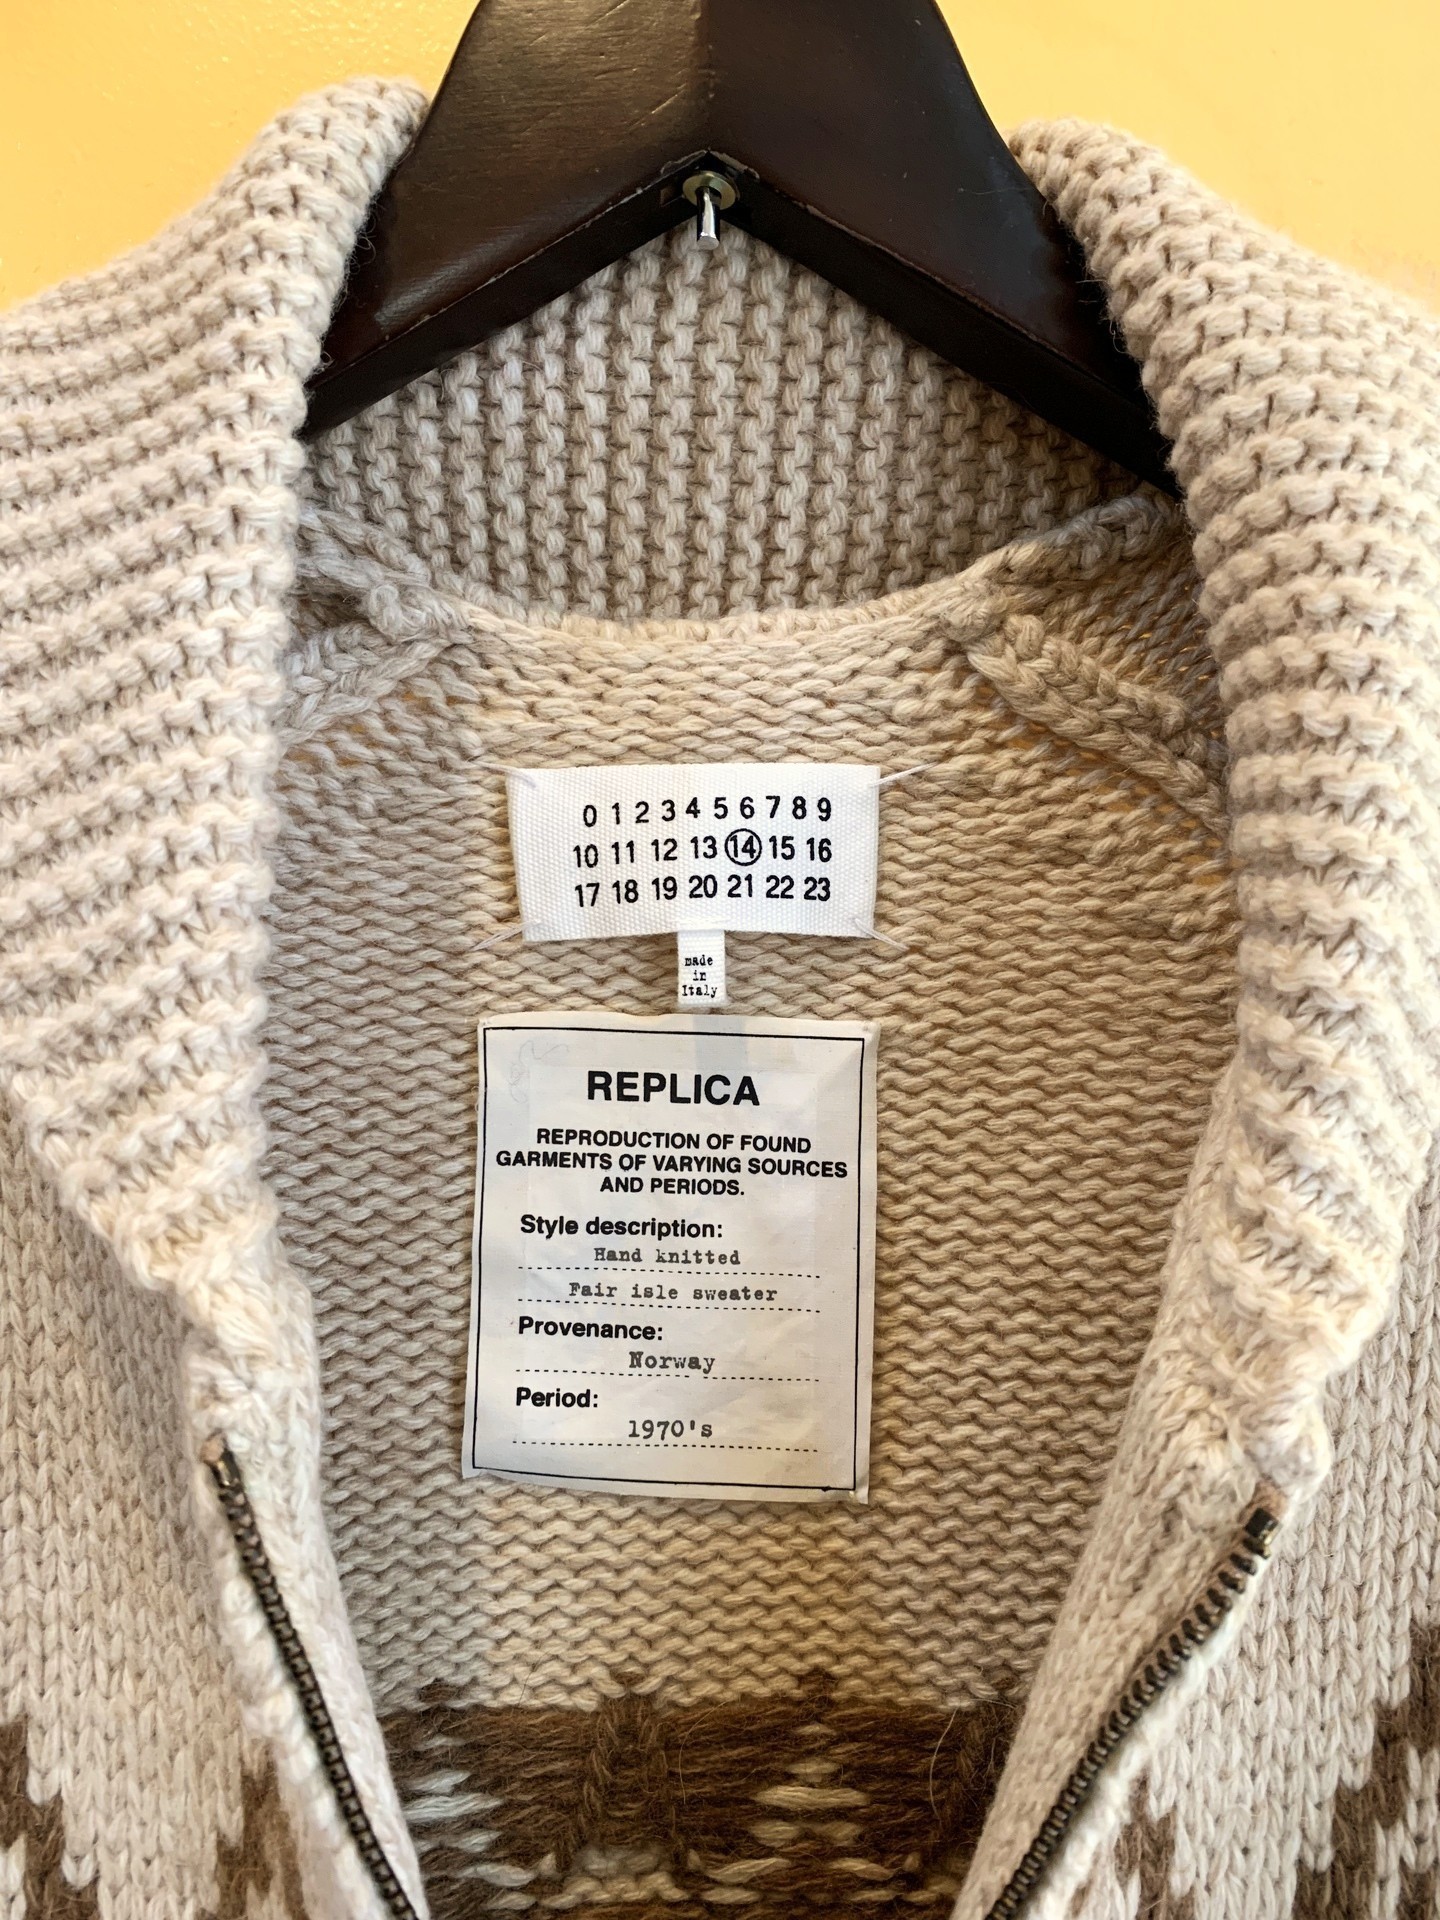 0 1 2 3 4 5 6 7 8 9
10 11 12 13 14 15 16
17 18 19 20 21 22 23
made
in
Italy
REPLICA
REPRODUCTION OF FOUND
GARMENTS OF VARYING SOURCES
AND PERIODS.
Style description:
Hand knitted
Fair isle sweater
Provenance:
Norway
Period:
1970's